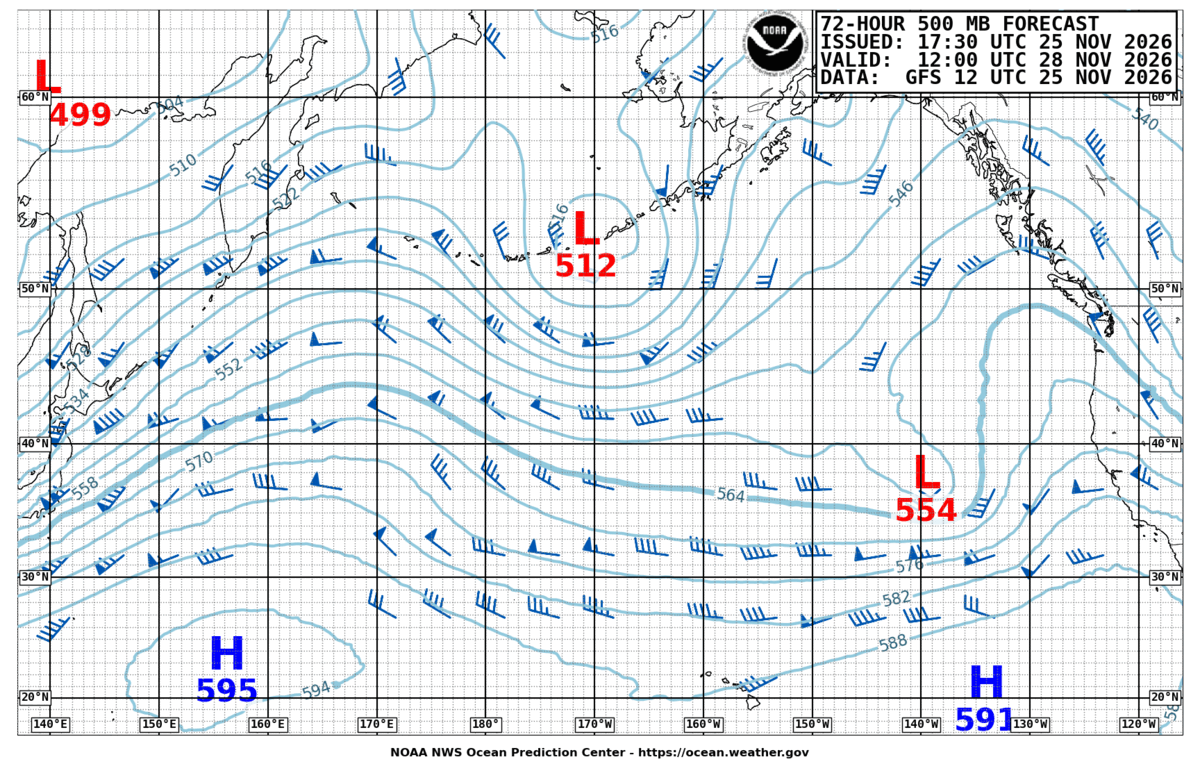 72-HOUR 500 MB FORECAST
ISSUED: 17:30 UTC 25 NOV 2026
VALID: 12:00 UTC 28 NOV 2026
DATA: GFS 12 UTC 25 NOV 2026
NOAA
516
L
499
60°N
60°N
504
540
510
516
522
546
516
L
512
50°N
50°N
528
552
534
40°N
40°N
570
558
564
L
554
576
30°N
30°N
582
588
H
595
594
H
591
20°N
20°N
140°E
150°E
160°E
170°E
180°
170°W
160°W
150°W
140°W
130°W
120°W
NOAA NWS Ocean Prediction Center - https://ocean.weather.gov